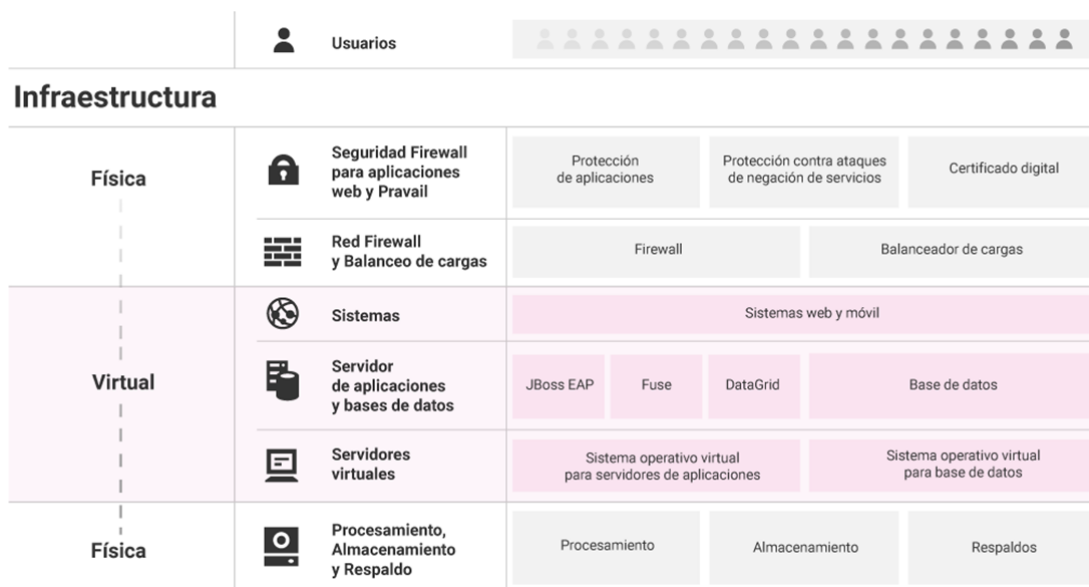 Usuarios
Infraestructura
Física
Seguridad Firewall
para aplicaciones
web y Pravail
Protección
de aplicaciones
Protección contra ataques
de negación de servicios
Certificado digital
Red Firewall
y Balanceo de cargas
Firewall
Balanceador de cargas
Virtual
Sistemas
Sistemas web y móvil
Servidor
de aplicaciones
y bases de datos
JBoss EAP
Fuse
DataGrid
Base de datos
Servidores
virtuales
Sistema operativo virtual
para servidores de aplicaciones
Sistema operativo virtual
para base de datos
Física
Procesamiento,
Almacenamiento
y Respaldo
Procesamiento
Almacenamiento
Respaldos